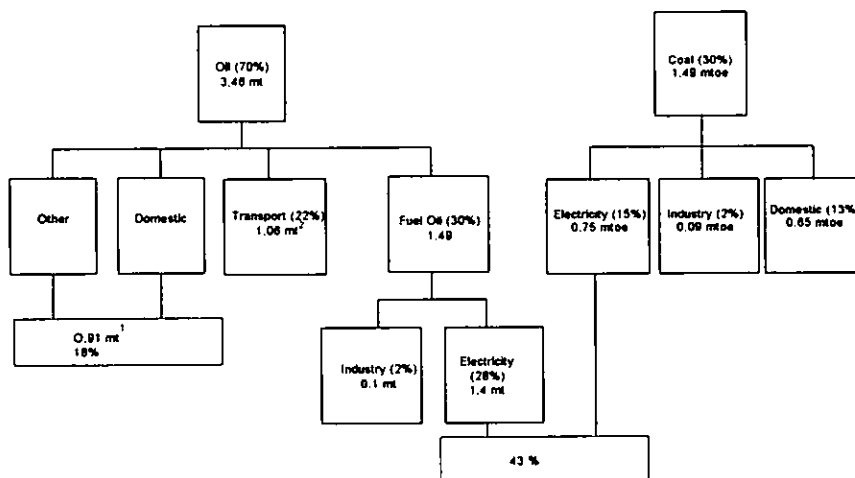 Oil (70%)
3.46 mt
Coal (30%)
1.49 mtoe
Other
Domestic
Transport (22%)
1.06 mt2
Fuel Oil (30%)
1.49
Electricity (15%)
0.75 mtoe
Industry (2%)
0.09 mtoe
Domestic (13%)
0.65 mtoe
O.91 mt1
18%
Industry (2%)
0.1 mt
Electricity
(28%)
1.4 mt
43 %